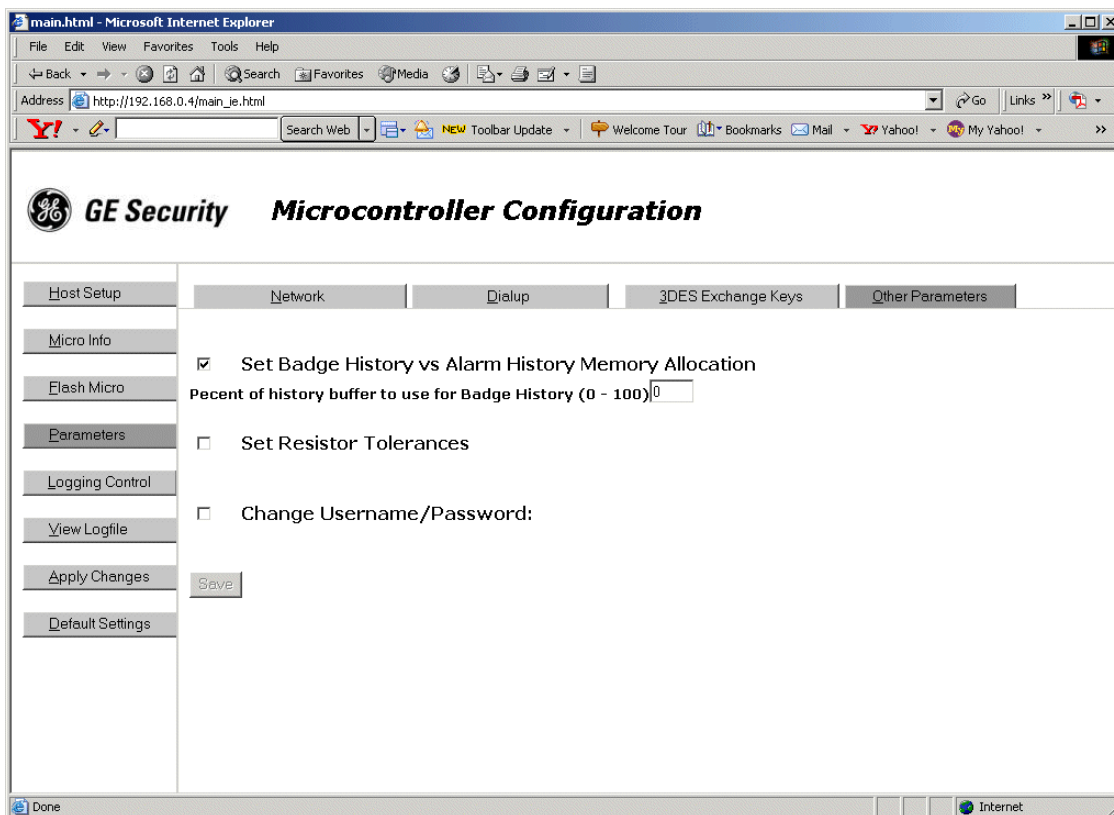 main.html - Microsoft Internet Explorer
File Edit View Favorites Tools Help
Back Search Favorites Media
Address http://192.168.0.4/main_ie.html Go Links »
Y! Search Web NEW Toolbar Update Welcome Tour Bookmarks Mail Y? Yahoo! My My Yahoo! »
GE Security Microcontroller Configuration
Host Setup
Micro Info
Flash Micro
Parameters
Logging Control
View Logfile
Apply Changes
Default Settings
Network Dialup 3DES Exchange Keys Other Parameters
Set Badge History vs Alarm History Memory Allocation
Pecent of history buffer to use for Badge History (0 - 100) 0
Set Resistor Tolerances
Change Username/Password:
Save
Done Internet